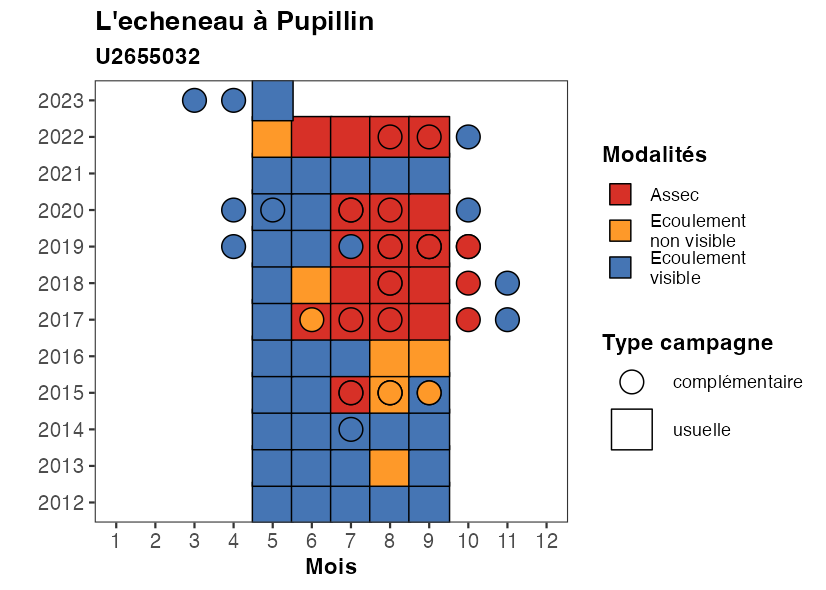 L'echeneau à Pupillin
U2655032
2023
2022
2021
2020
2019
2018
2017
2016
2015
2014
2013
2012
1 2 3 4 5 6 7 8 9 10 11 12
Mois
Modalités
Assec
Ecoulement
non visible
Ecoulement
visible
Type campagne
complémentaire
usuelle